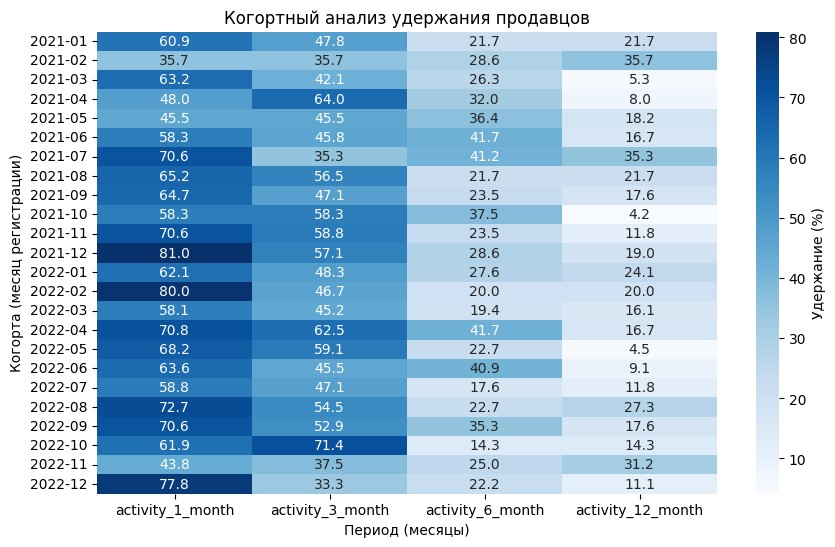 Когортный анализ удержания продавцов
Когорта (месяц регистрации)
2021-01 60.9 47.8 21.7 21.7
2021-02 35.7 35.7 28.6 35.7
2021-03 63.2 42.1 26.3 5.3
2021-04 48.0 64.0 32.0 8.0
2021-05 45.5 45.5 36.4 18.2
2021-06 58.3 45.8 41.7 16.7
2021-07 70.6 35.3 41.2 35.3
2021-08 65.2 56.5 21.7 21.7
2021-09 64.7 47.1 23.5 17.6
2021-10 58.3 58.3 37.5 4.2
2021-11 70.6 58.8 23.5 11.8
2021-12 81.0 57.1 28.6 19.0
2022-01 62.1 48.3 27.6 24.1
2022-02 80.0 46.7 20.0 20.0
2022-03 58.1 45.2 19.4 16.1
2022-04 70.8 62.5 41.7 16.7
2022-05 68.2 59.1 22.7 4.5
2022-06 63.6 45.5 40.9 9.1
2022-07 58.8 47.1 17.6 11.8
2022-08 72.7 54.5 22.7 27.3
2022-09 70.6 52.9 35.3 17.6
2022-10 61.9 71.4 14.3 14.3
2022-11 43.8 37.5 25.0 31.2
2022-12 77.8 33.3 22.2 11.1
activity_1_month activity_3_month activity_6_month activity_12_month
Период (месяцы)
80
70
60
50
40
30
20
10
Удержание (%)